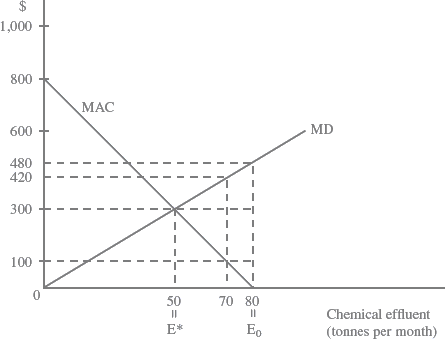 $
1,000
800
MAC
600
MD
480
420
300
100
0
50 70 80
= =
E* E₀
Chemical effluent
(tonnes per month)